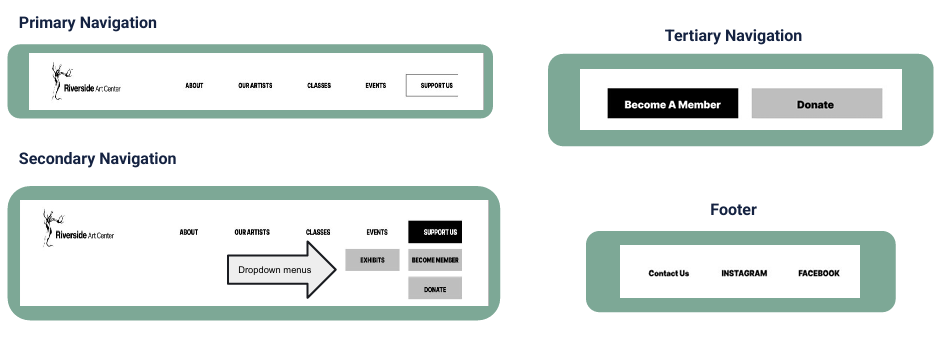 Primary Navigation
Riverside Art Center
ABOUT
OUR ARTISTS
CLASSES
EVENTS
SUPPORT US
Secondary Navigation
Riverside Art Center
ABOUT
OUR ARTISTS
CLASSES
EVENTS
SUPPORT US
Dropdown menus
EXHIBITS
BECOME MEMBER
DONATE
Tertiary Navigation
Become A Member
Donate
Footer
Contact Us
INSTAGRAM
FACEBOOK